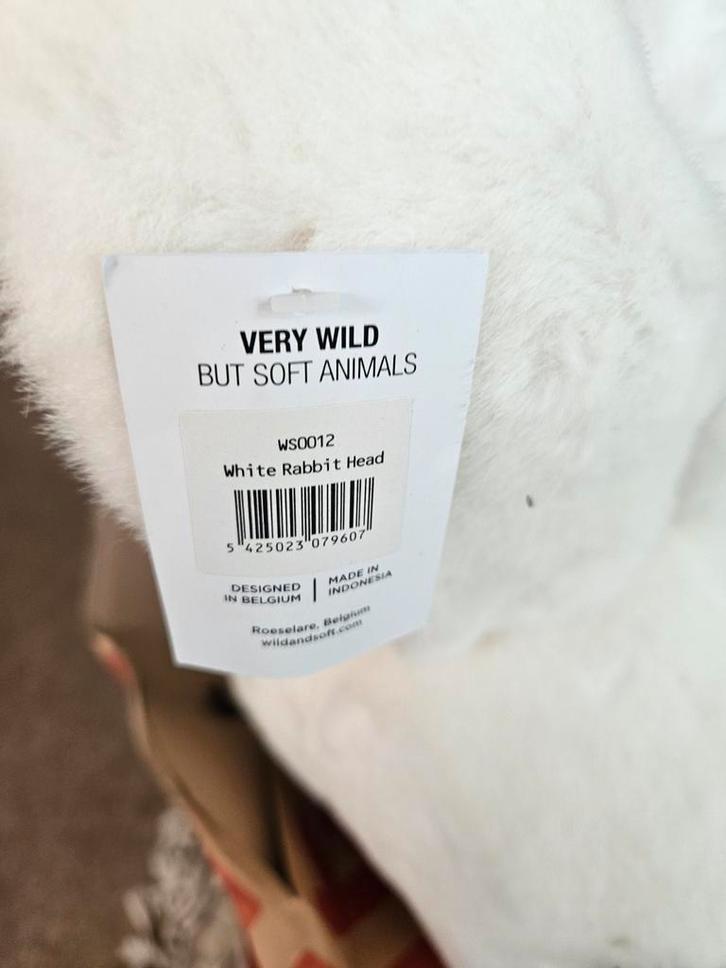 VERY WILD
BUT SOFT ANIMALS
WS0012
White Rabbit Head
5 425023 079607
DESIGNED
IN BELGIUM
MADE IN
INDONESIA
Roeselare, Belgium
wildandsoft.com